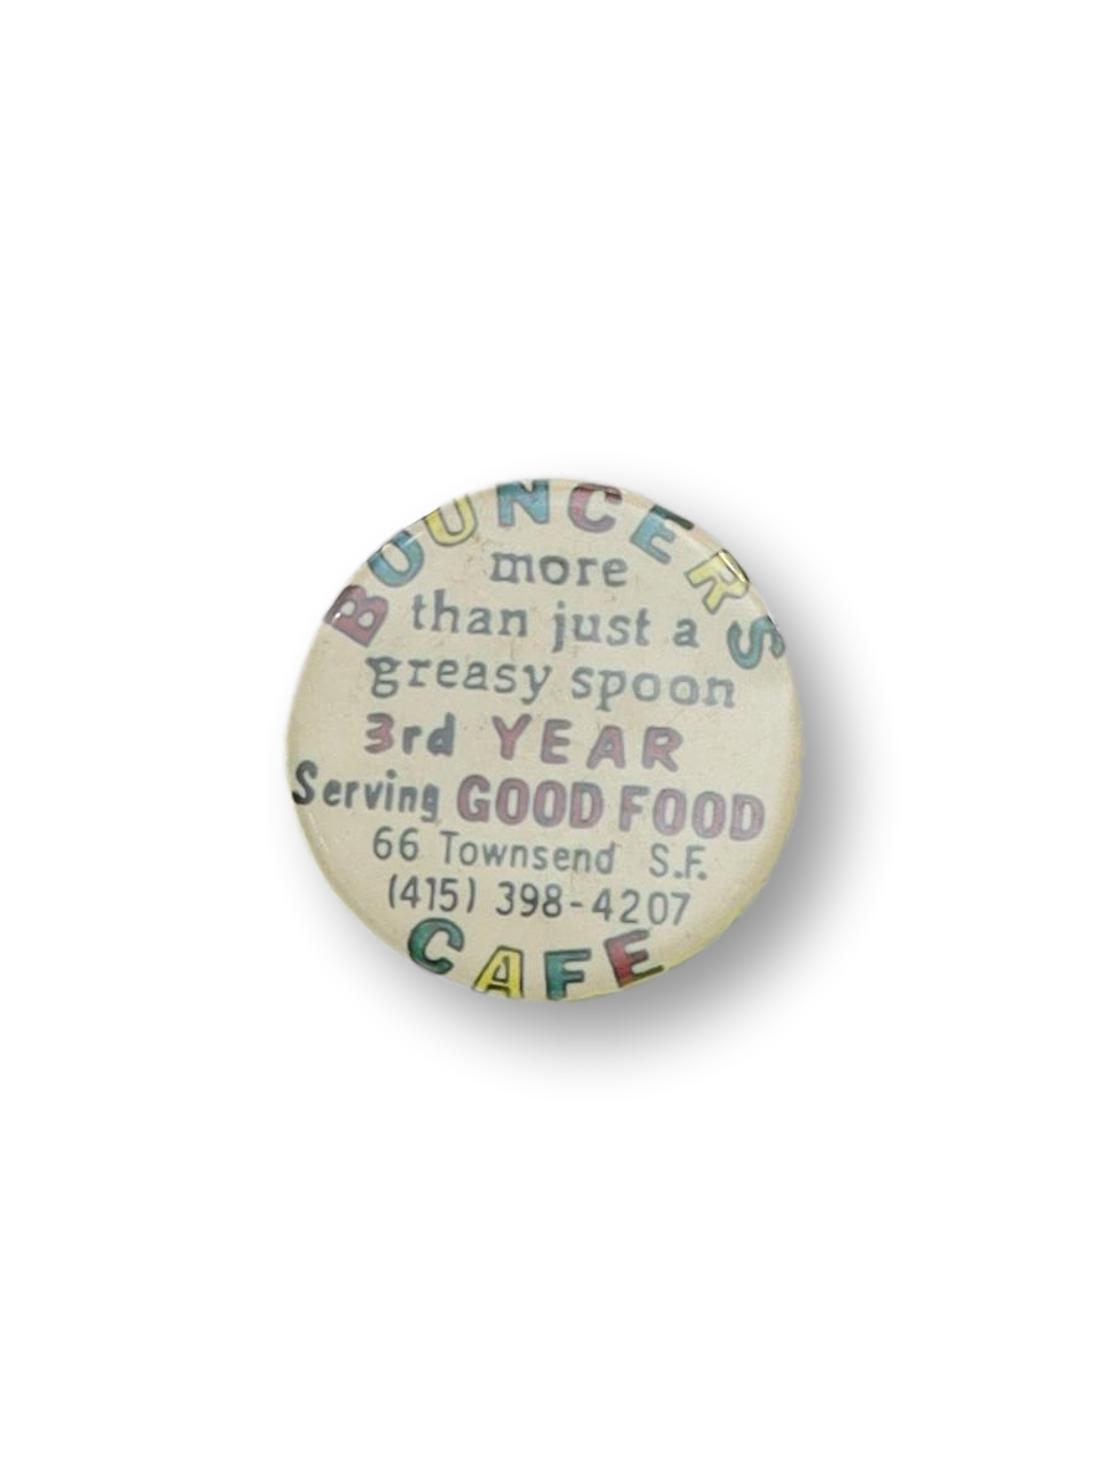 BOUNCERS
more
than just a
greasy spoon
3rd YEAR
Serving GOOD FOOD
66 Townsend S.F.
(415) 398-4207
CAFE